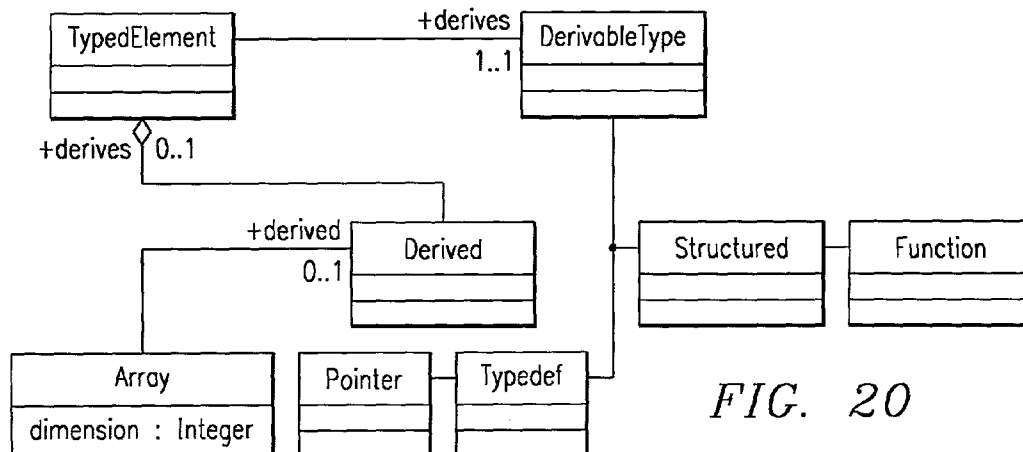 +derives
TypedElement
DerivableType
1..1
+derives 0..1
+derived
Derived
Structured
Function
0..1
Array
Pointer
Typedef
dimension : Integer
FIG. 20